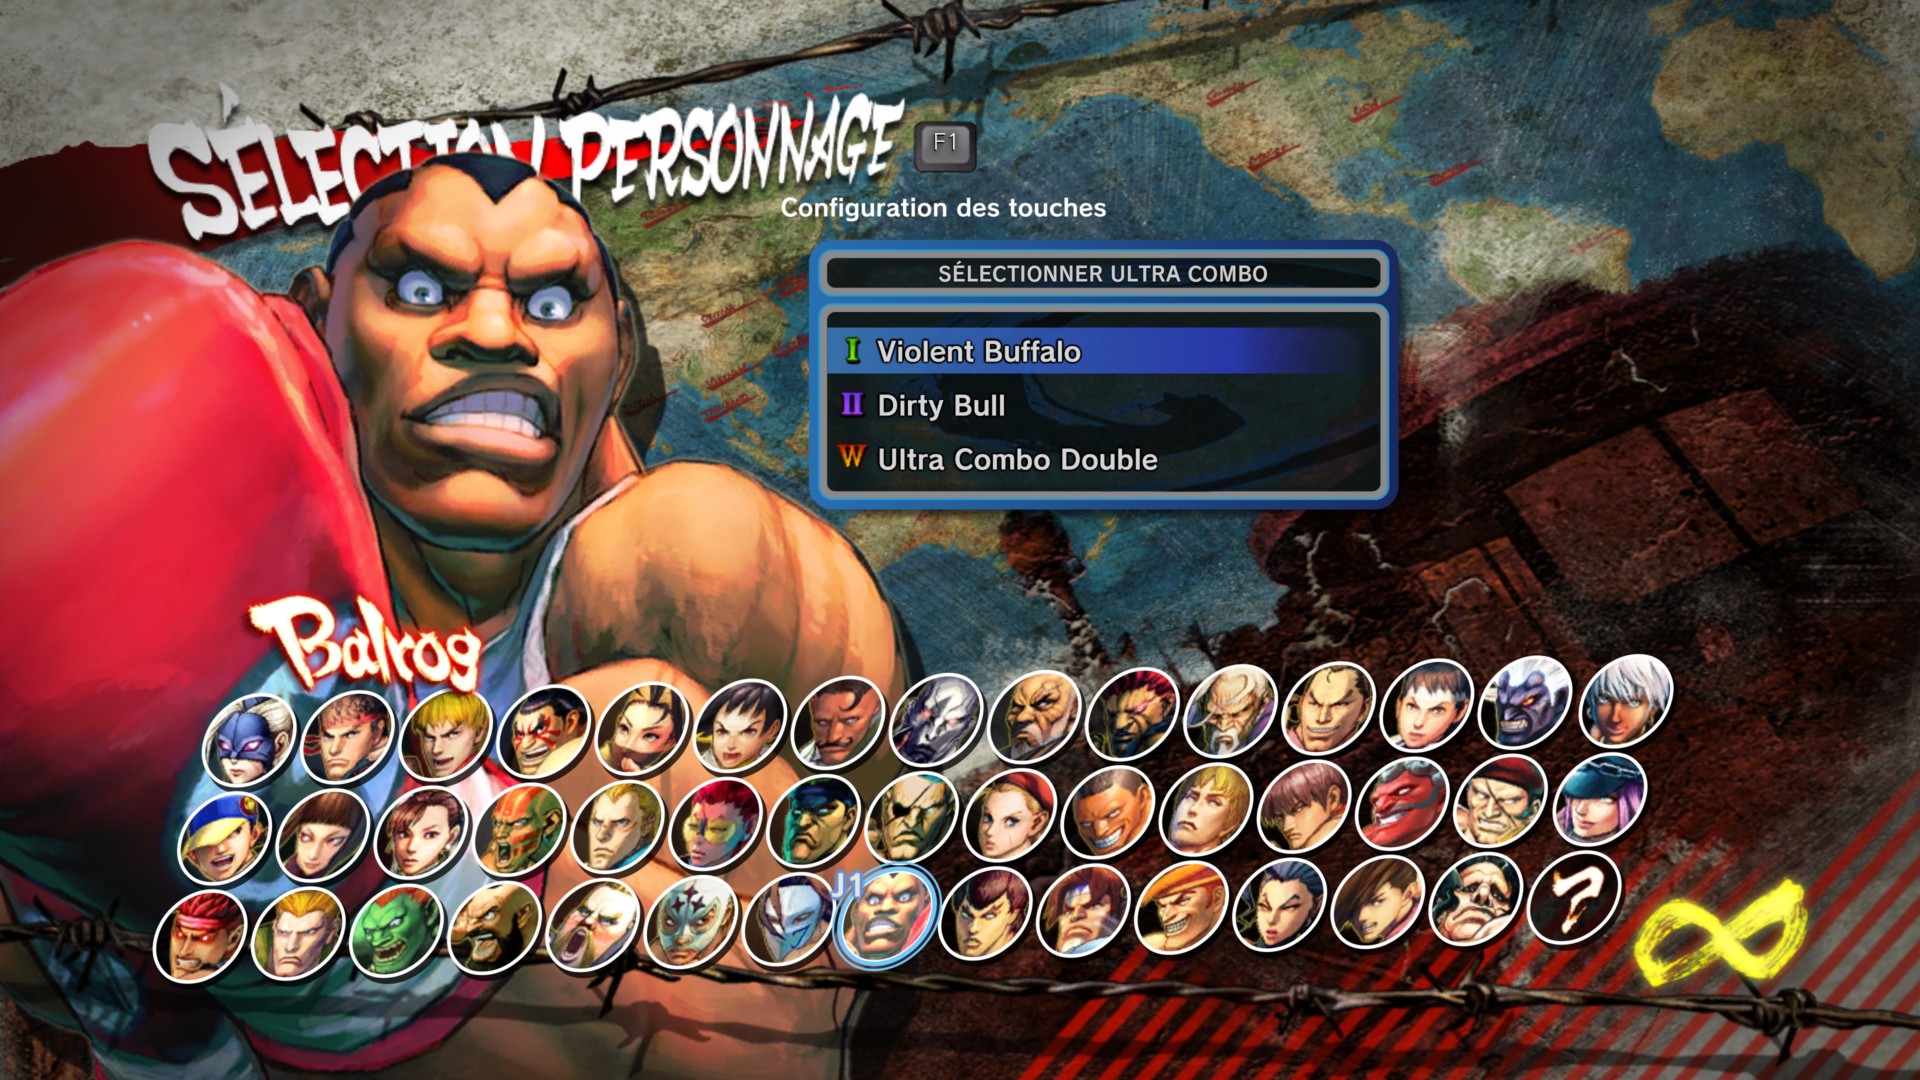 SÉLECTION PERSONNAGE
F1
Configuration des touches
SÉLECTIONNER ULTRA COMBO
I Violent Buffalo
II Dirty Bull
W Ultra Combo Double
Balrog
J1
?